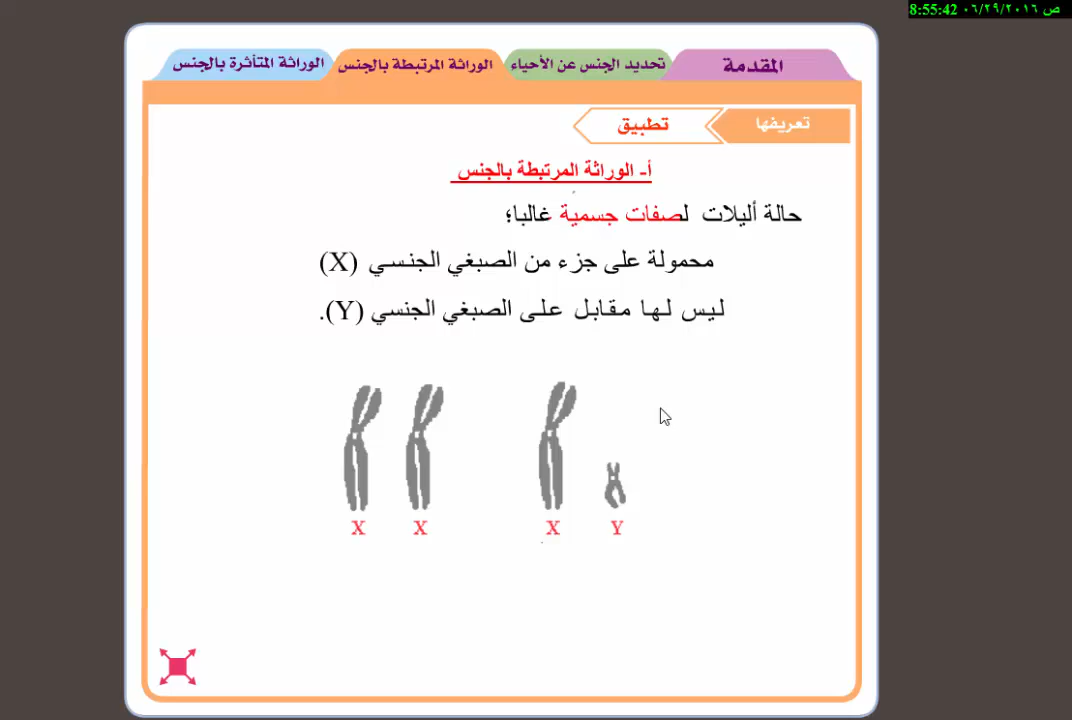 8:55:42 ص ٠٦/٢٩/٢٠١٦
المقدمة
تحديد الجنس عن الأحياء
الوراثة المرتبطة بالجنس
الوراثة المتأثرة بالجنس
تعريفها
تطبيق
أ- الوراثة المرتبطة بالجنس
حالة أليلات لصفات جسمية غالبا؛
محمولة على جزء من الصبغي الجنسي (X)
ليس لها مقابل على الصبغي الجنسي (Y).
X X X Y